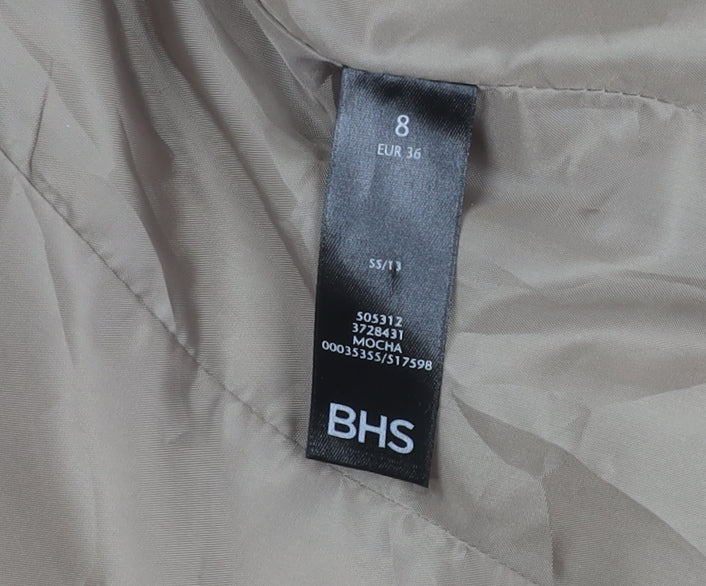 8
EUR 36
SS/13
505312
3728431
MOCHA
00035355/517598
BHS